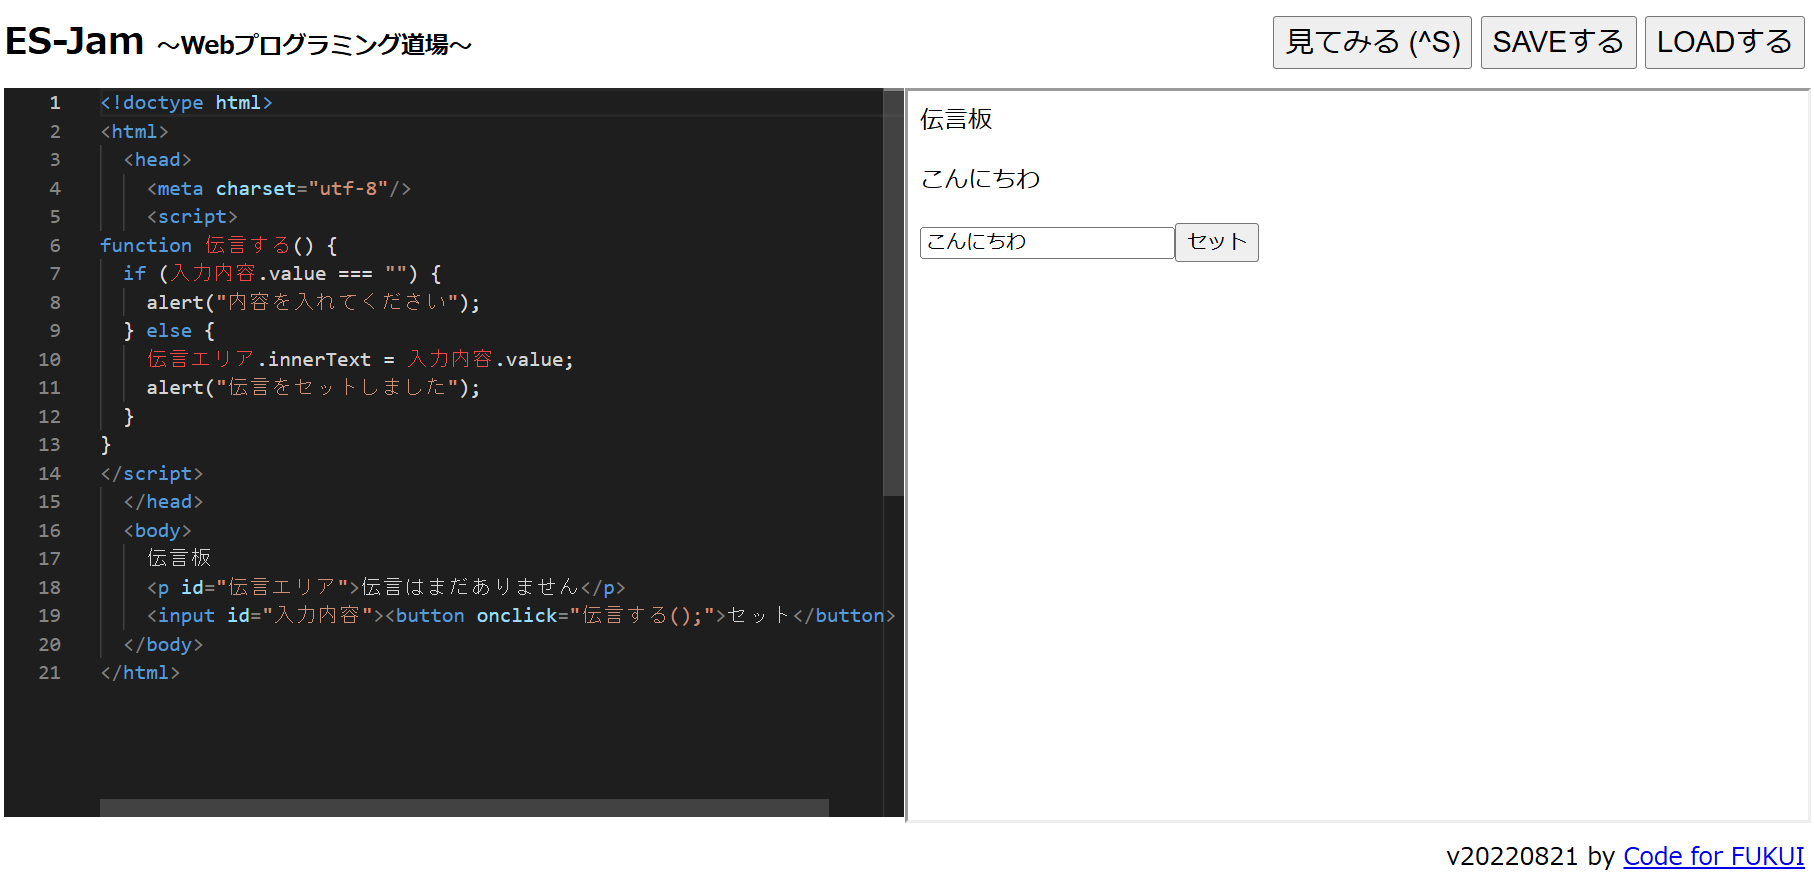 ES-Jam ～Webプログラミング道場～
見てみる (^S) SAVEする LOADする
1 <!doctype html>
2 <html>
3 <head>
4 <meta charset="utf-8"/>
5 <script>
6 function 伝言する() {
7 if (入力内容.value === "") {
8 alert("内容を入れてください");
9 } else {
10 伝言エリア.innerText = 入力内容.value;
11 alert("伝言をセットしました");
12 }
13 }
14 </script>
15 </head>
16 <body>
17 伝言板
18 <p id="伝言エリア">伝言はまだありません</p>
19 <input id="入力内容"><button onclick="伝言する();">セット</button>
20 </body>
21 </html>
伝言板
こんにちわ
こんにちわ セット
v20220821 by Code for FUKUI